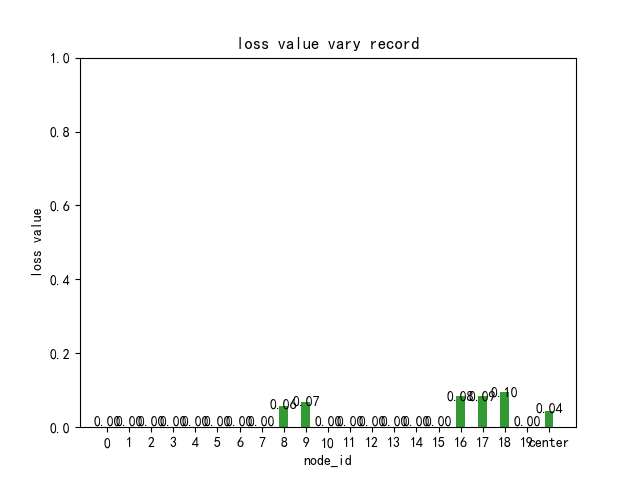 loss value vary record
1.0
0.8
0.6
0.4
0.2
0.0
loss value
0.00 0.00 0.00 0.00 0.00 0.00 0.00 0.00 0.06 0.07 0.00 0.00 0.00 0.00 0.00 0.00 0.08 0.09 0.10 0.00 0.04
0 1 2 3 4 5 6 7 8 9 10 11 12 13 14 15 16 17 18 19 center
node_id